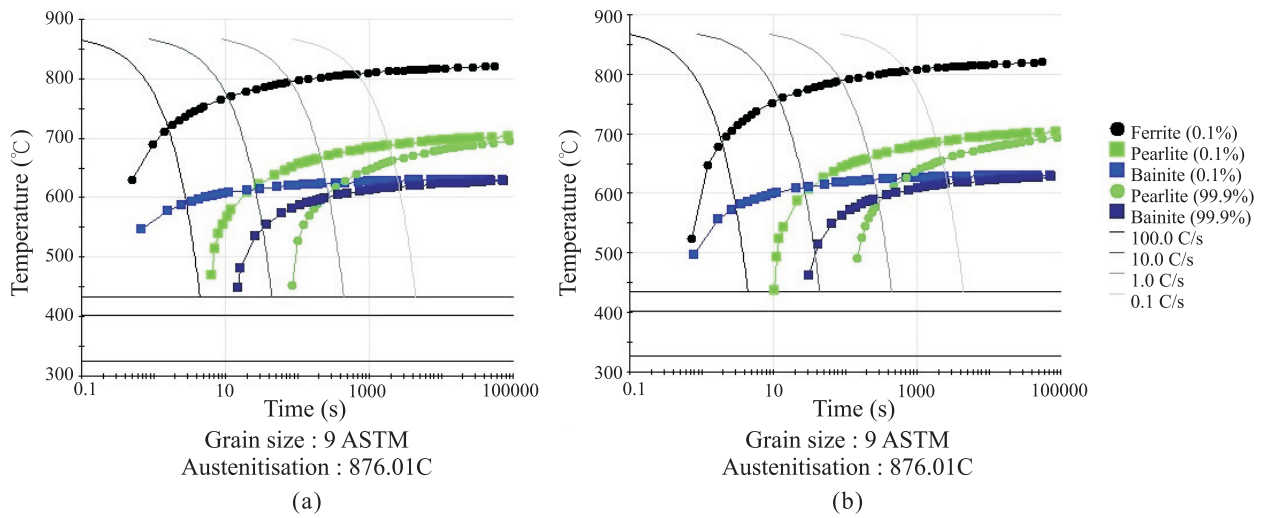 900
800
700
600
500
400
300
Temperature (℃)
0.1
10
1000
100000
Time (s)
Grain size : 9 ASTM
Austenitisation : 876.01C
(a)
900
800
700
600
500
400
300
Temperature (℃)
0.1
10
1000
100000
Time (s)
Grain size : 9 ASTM
Austenitisation : 876.01C
(b)
Ferrite (0.1%)
Pearlite (0.1%)
Bainite (0.1%)
Pearlite (99.9%)
Bainite (99.9%)
100.0 C/s
10.0 C/s
1.0 C/s
0.1 C/s